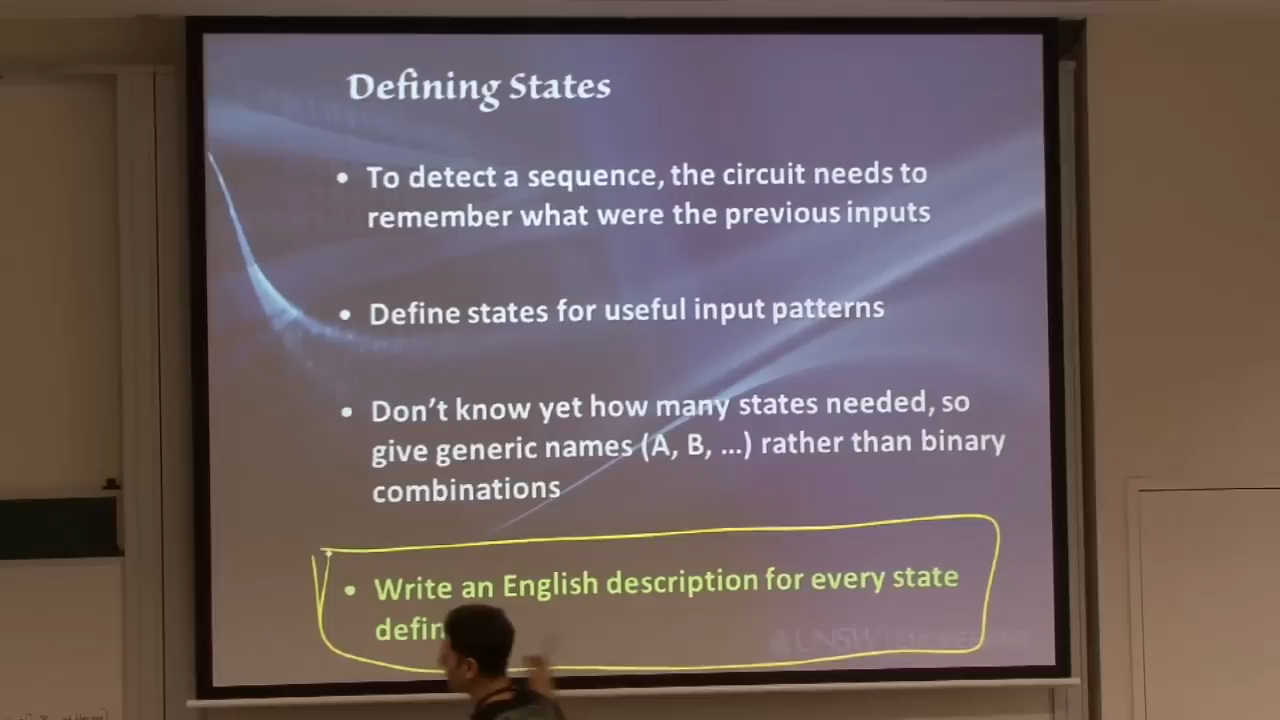 Defining States
• To detect a sequence, the circuit needs to
remember what were the previous inputs
• Define states for useful input patterns
• Don't know yet how many states needed, so
give generic names (A, B, ...) rather than binary
combinations
• Write an English description for every state
defin
UNSW